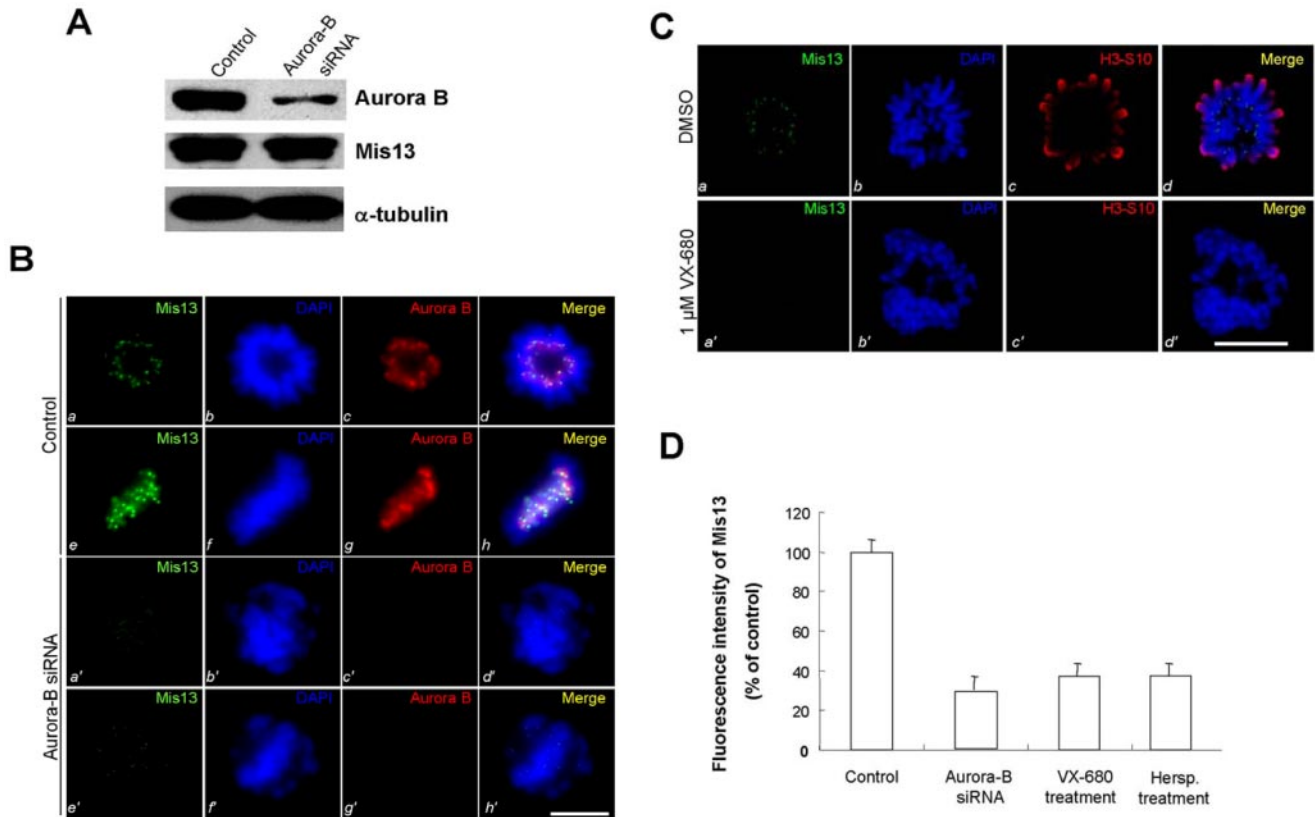 A
Control
Aurora-B
siRNA
Aurora B
Mis13
α-tubulin
B
Control
Mis13
DAPI
Aurora B
Merge
a
b
c
d
Mis13
DAPI
Aurora B
Merge
e
f
g
h
Aurora-B siRNA
Mis13
DAPI
Aurora B
Merge
a'
b'
c'
d'
Mis13
DAPI
Aurora B
Merge
e'
f'
g'
h'
C
DMSO
Mis13
DAPI
H3-S10
Merge
a
b
c
d
1 µM VX-680
Mis13
DAPI
H3-S10
Merge
a'
b'
c'
d'
D
Fluorescence intensity of Mis13
(% of control)
120
100
80
60
40
20
0
Control
Aurora-B
siRNA
VX-680
treatment
Hersp.
treatment